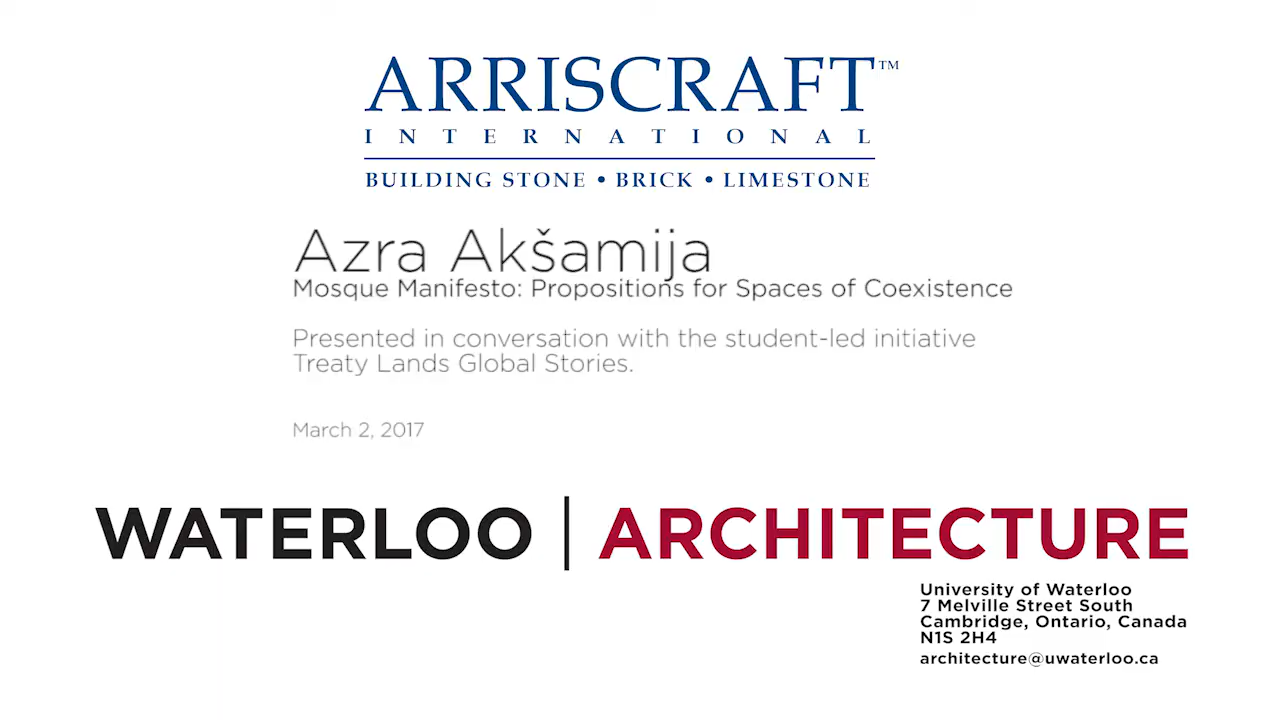 ARRISCRAFT™
INTERNATIONAL
BUILDING STONE • BRICK • LIMESTONE
Azra Akšamija
Mosque Manifesto: Propositions for Spaces of Coexistence
Presented in conversation with the student-led initiative
Treaty Lands Global Stories.
March 2, 2017
WATERLOO | ARCHITECTURE
University of Waterloo
7 Melville Street South
Cambridge, Ontario, Canada
N1S 2H4
architecture@uwaterloo.ca